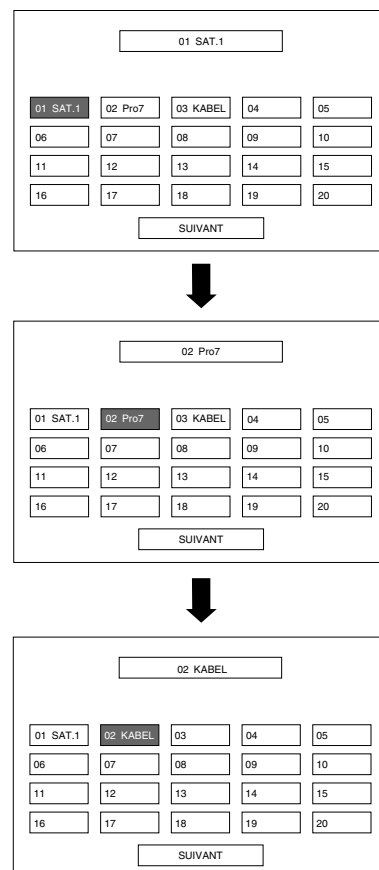 01 SAT.1
01 SAT.1 02 Pro7 03 KABEL 04 05
06 07 08 09 10
11 12 13 14 15
16 17 18 19 20
SUIVANT
02 Pro7
01 SAT.1 02 Pro7 03 KABEL 04 05
06 07 08 09 10
11 12 13 14 15
16 17 18 19 20
SUIVANT
02 KABEL
01 SAT.1 02 KABEL 03 04 05
06 07 08 09 10
11 12 13 14 15
16 17 18 19 20
SUIVANT